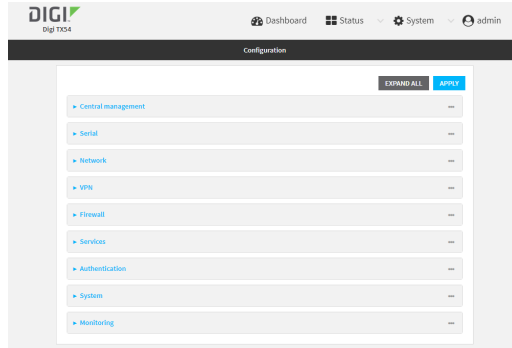 DIGI
Digi TX54
Dashboard Status System admin
Configuration
EXPAND ALL APPLY
Central management
Serial
Network
VPN
Firewall
Services
Authentication
System
Monitoring